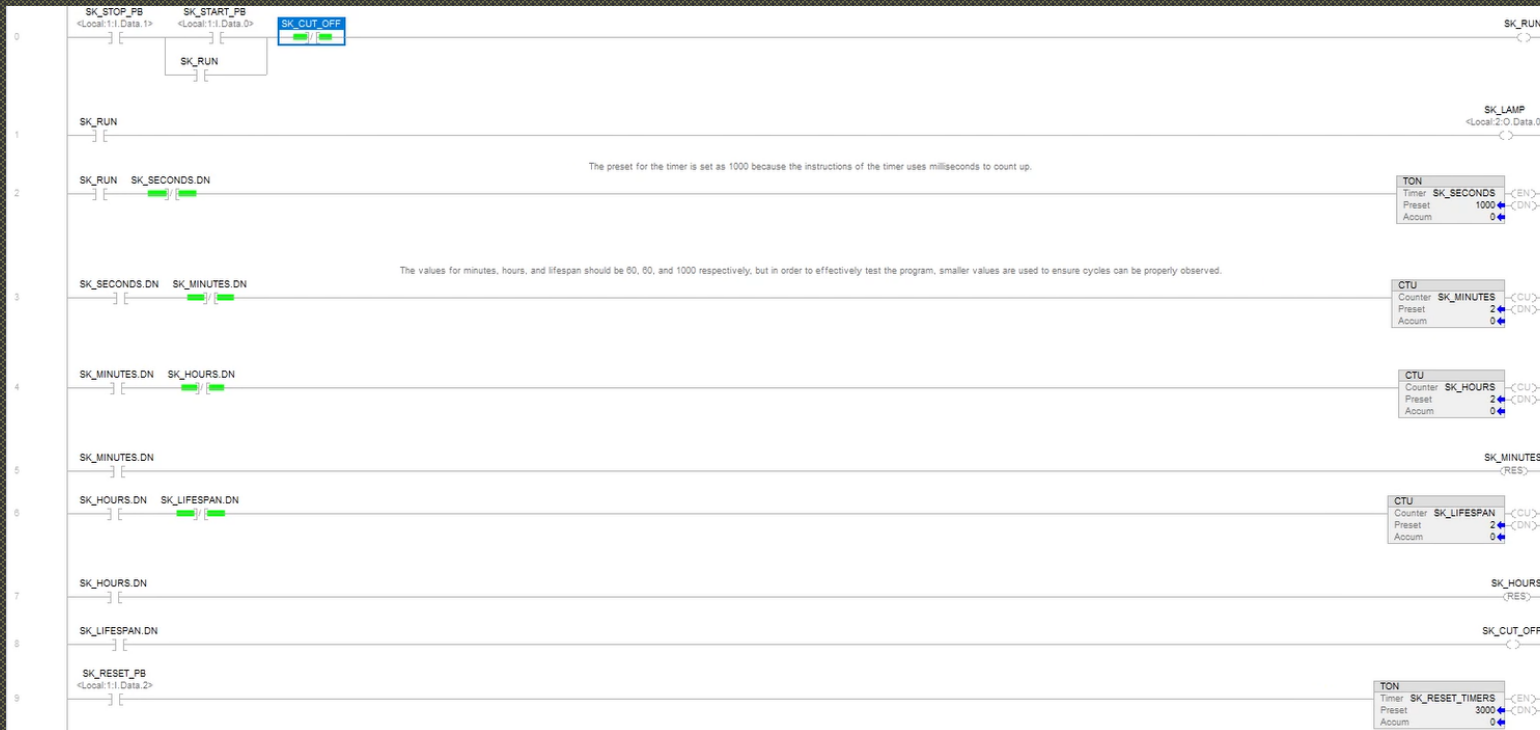 SK_STOP_PB SK_START_PB
<Local:1:I.Data.1> <Local:1:I.Data.0> SK_CUT_OFF SK_RUN
0
SK_RUN
SK_RUN SK_LAMP
<Local:2:O.Data.0
1
The preset for the timer is set as 1000 because the instructions of the timer uses milliseconds to count up.
SK_RUN SK_SECONDS.DN
2
TON
Timer SK_SECONDS (EN)
Preset 1000 (DN)
Accum 0
The values for minutes, hours, and lifespan should be 60, 60, and 1000 respectively, but in order to effectively test the program, smaller values are used to ensure cycles can be properly observed.
SK_SECONDS.DN SK_MINUTES.DN
3
CTU
Counter SK_MINUTES (CU)
Preset 2 (DN)
Accum 0
SK_MINUTES.DN SK_HOURS.DN
4
CTU
Counter SK_HOURS (CU)
Preset 2 (DN)
Accum 0
SK_MINUTES.DN SK_MINUTES
5 (RES)
SK_HOURS.DN SK_LIFESPAN.DN
6
CTU
Counter SK_LIFESPAN (CU)
Preset 2 (DN)
Accum 0
SK_HOURS.DN SK_HOURS
7 (RES)
SK_LIFESPAN.DN SK_CUT_OFF
8
SK_RESET_PB
<Local:1:I.Data.2>
9
TON
Timer SK_RESET_TIMERS (EN)
Preset 3000 (DN)
Accum 0